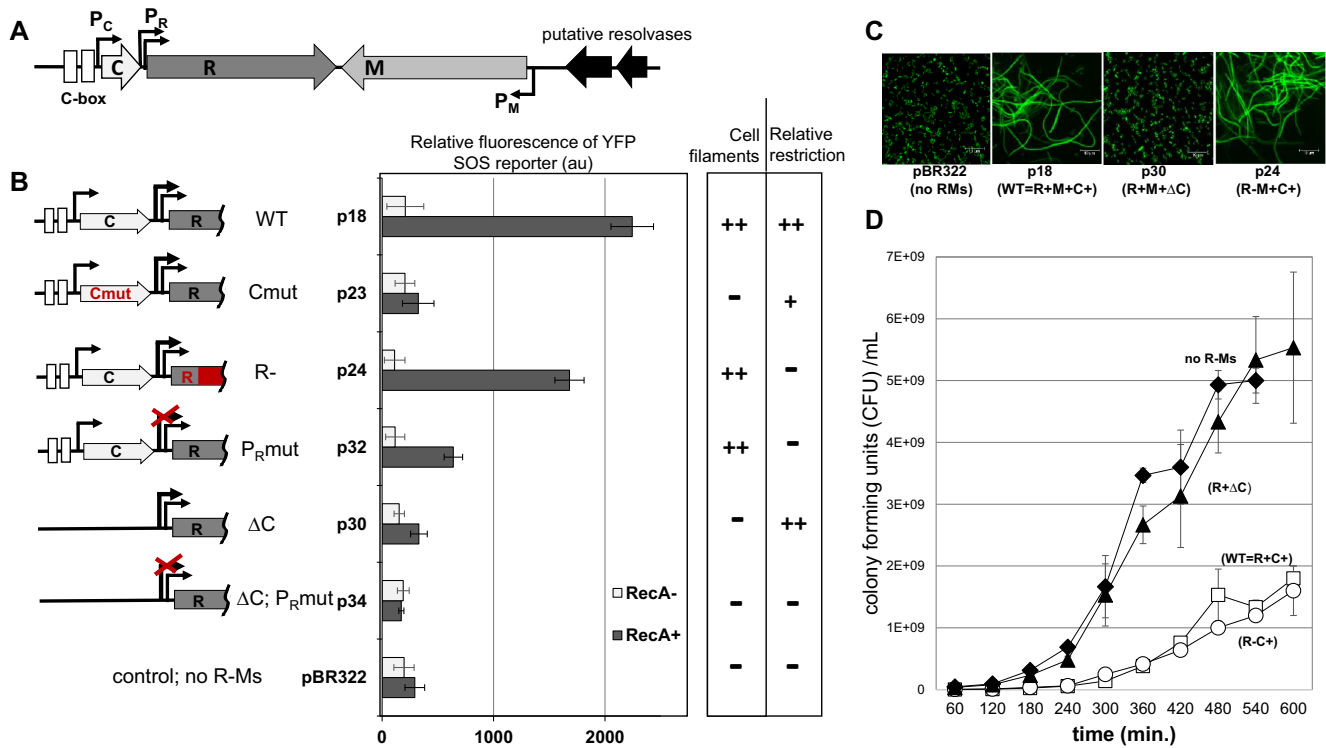 A
P_C
P_R
C
R
M
C-box
P_M
putative resolvases
B
C
R
WT
Cmut
R
Cmut
C
R
R-
C
R
P_Rmut
R
ΔC
R
ΔC; P_Rmut
control; no R-Ms
Relative fluorescence of YFP
SOS reporter (au)
p18
p23
p24
p32
p30
p34
pBR322
RecA-
RecA+
0 1000 2000
Cell filaments
Relative restriction
++ ++
- +
++ -
++ -
- ++
- -
- -
C
pBR322
(no RMs)
p18
(WT=R+M+C+)
p30
(R+M+ΔC)
p24
(R-M+C+)
D
colony forming units (CFU) /mL
7E+09
6E+09
5E+09
4E+09
3E+09
2E+09
1E+09
0
no R-Ms
(R+ΔC)
(WT=R+C+)
(R-C+)
60 120 180 240 300 360 420 480 540 600
time (min.)